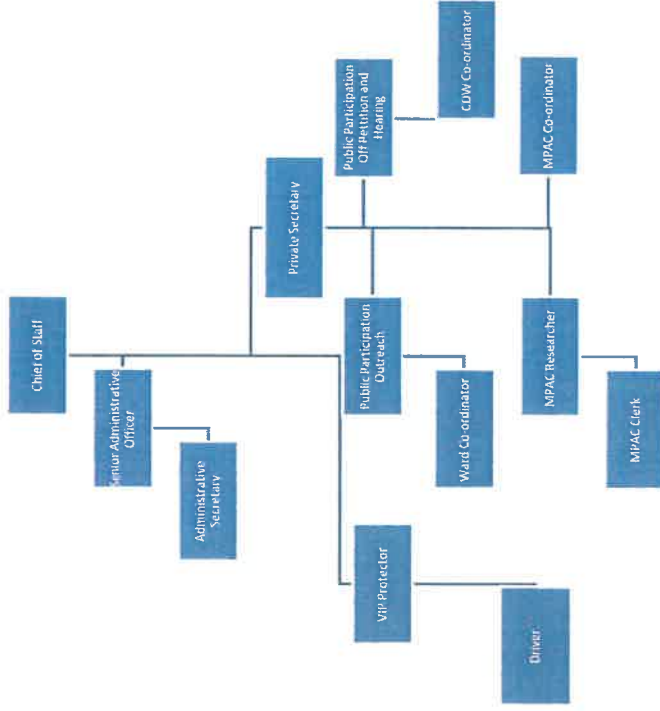 Chief of Staff
Senior Administrative
Officer
Administrative
Secretary
Private Secretary
Public Participation
Off Petition and
Hearing
CDW Co-ordinator
Public Participation
Outreach
Ward Co-ordinator
MPAC Co-ordinator
MPAC Researcher
MPAC Clerk
VIP Protector
Driver